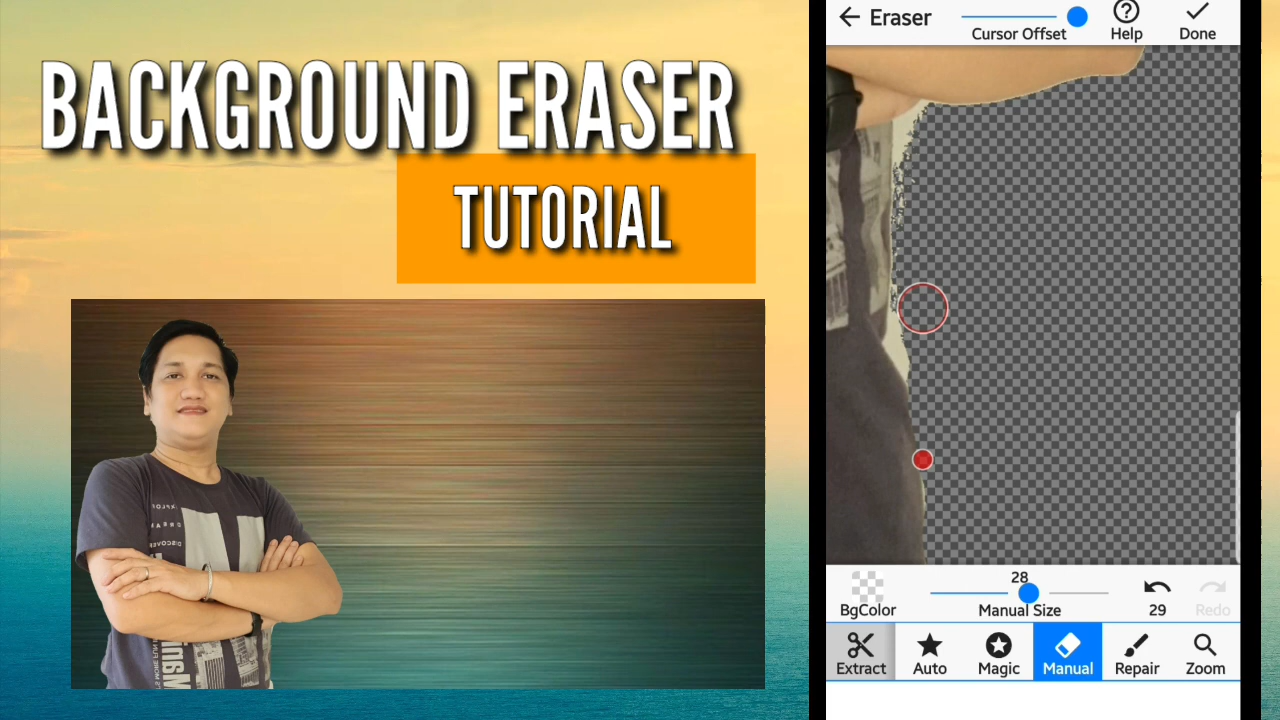 BACKGROUND ERASER
TUTORIAL
Eraser
Cursor Offset
Help
Done
28
BgColor
Manual Size
29
Redo
Extract
Auto
Magic
Manual
Repair
Zoom